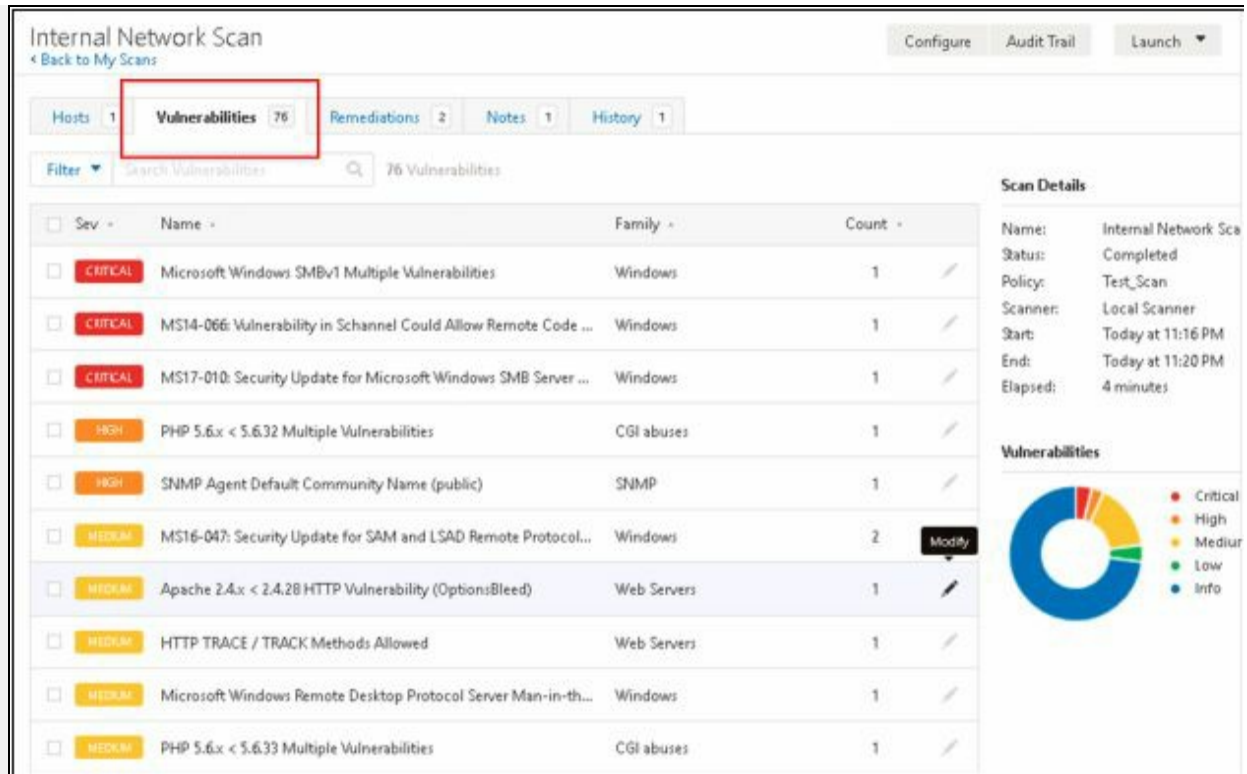 Internal Network Scan
Back to My Scans
Configure
Audit Trail
Launch
Hosts 1
Vulnerabilities 76
Remediations 2
Notes 1
History 1
Filter
Search Vulnerabilities
76 Vulnerabilities
Sev Name Family Count
CRITICAL Microsoft Windows SMBv1 Multiple Vulnerabilities Windows 1
CRITICAL MS14-066: Vulnerability in Schannel Could Allow Remote Code ... Windows 1
CRITICAL MS17-010: Security Update for Microsoft Windows SMB Server ... Windows 1
HIGH PHP 5.6.x < 5.6.32 Multiple Vulnerabilities CGI abuses 1
HIGH SNMP Agent Default Community Name (public) SNMP 1
MEDIUM MS16-047: Security Update for SAM and LSAD Remote Protocol... Windows 2
Modify
MEDIUM Apache 2.4.x < 2.4.28 HTTP Vulnerability (OptionsBleed) Web Servers 1
MEDIUM HTTP TRACE / TRACK Methods Allowed Web Servers 1
MEDIUM Microsoft Windows Remote Desktop Protocol Server Man-in-th... Windows 1
MEDIUM PHP 5.6.x < 5.6.33 Multiple Vulnerabilities CGI abuses 1
Scan Details
Name: Internal Network Sca
Status: Completed
Policy: Test_Scan
Scanner: Local Scanner
Start: Today at 11:16 PM
End: Today at 11:20 PM
Elapsed: 4 minutes
Vulnerabilities
Critical
High
Mediur
Low
Info